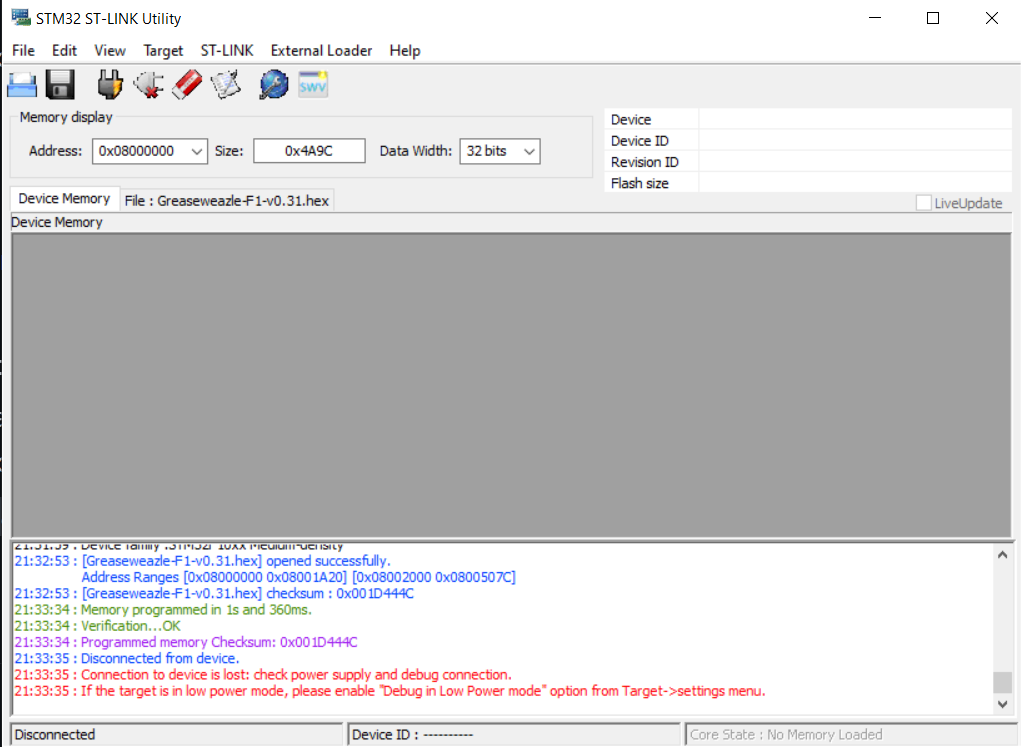 STM32 ST-LINK Utility
File Edit View Target ST-LINK External Loader Help
SWV
Memory display
Address: 0x08000000 Size: 0x4A9C Data Width: 32 bits
Device
Device ID
Revision ID
Flash size
Device Memory File : Greaseweazle-F1-v0.31.hex
LiveUpdate
Device Memory
21:31:39 : Device family :STM32F10xx Medium-density
21:32:53 : [Greaseweazle-F1-v0.31.hex] opened successfully.
Address Ranges [0x08000000 0x08001A20] [0x08002000 0x0800507C]
21:32:53 : [Greaseweazle-F1-v0.31.hex] checksum : 0x001D444C
21:33:34 : Memory programmed in 1s and 360ms.
21:33:34 : Verification...OK
21:33:34 : Programmed memory Checksum: 0x001D444C
21:33:35 : Disconnected from device.
21:33:35 : Connection to device is lost: check power supply and debug connection.
21:33:35 : If the target is in low power mode, please enable "Debug in Low Power mode" option from Target->settings menu.
Disconnected
Device ID : ----------
Core State : No Memory Loaded